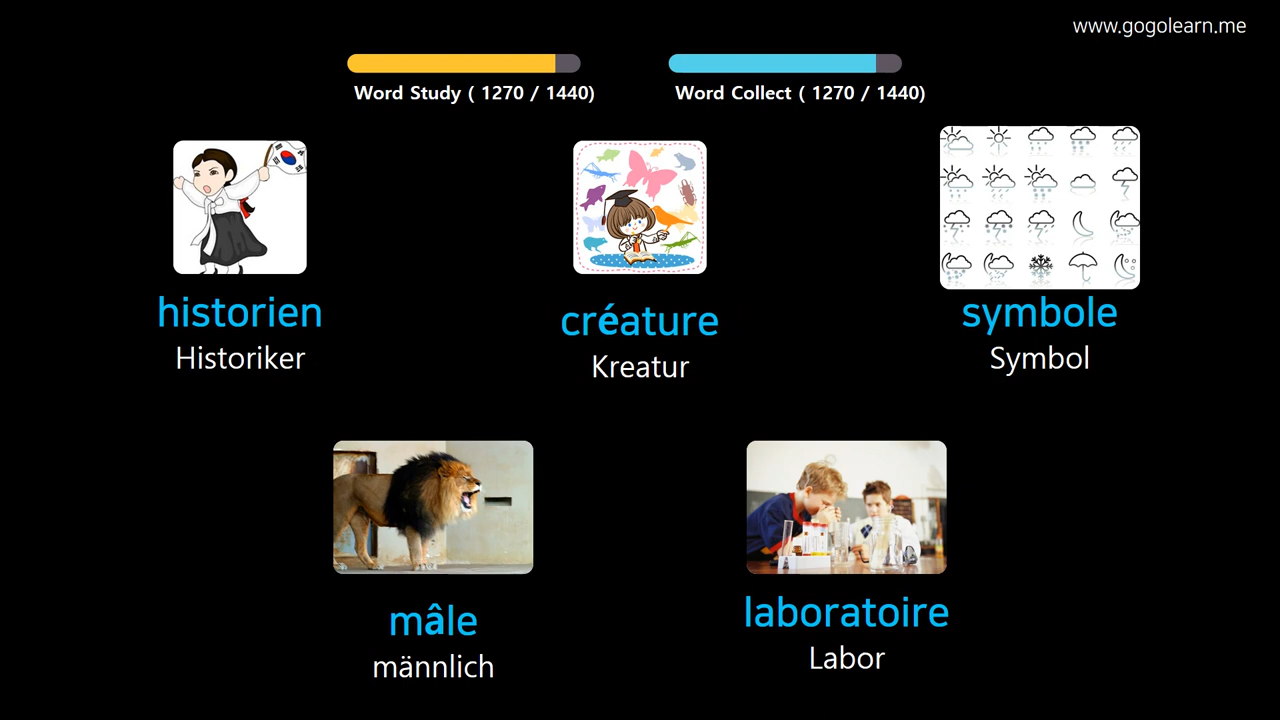 www.gogolearn.me
Word Study ( 1270 / 1440)
Word Collect ( 1270 / 1440)
historien
Historiker
créature
Kreatur
symbole
Symbol
mâle
männlich
laboratoire
Labor